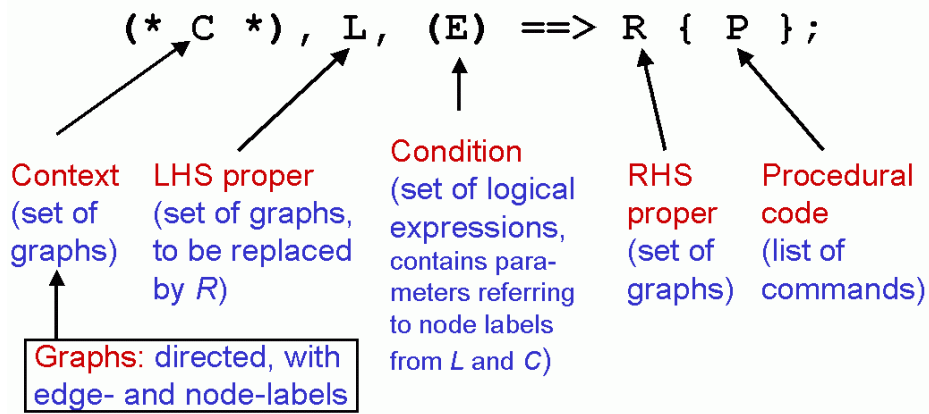 (* C *), L, (E) ==> R { P };
Context
(set of
graphs)
LHS proper
(set of graphs,
to be replaced
by R)
Condition
(set of logical
expressions,
contains para-
meters referring
to node labels
from L and C)
RHS
proper
(set of
graphs)
Procedural
code
(list of
commands)
Graphs: directed, with
edge- and node-labels